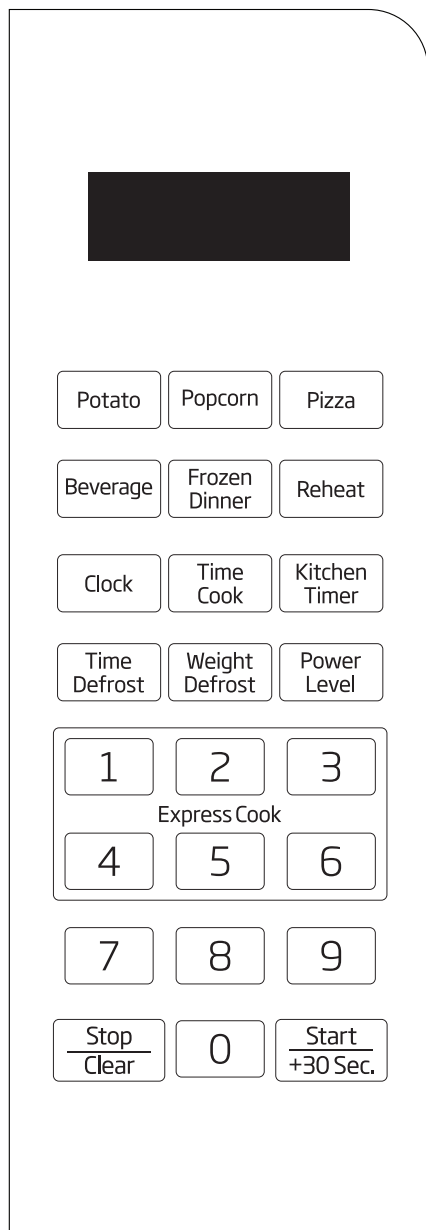 Potato Popcorn Pizza
Beverage Frozen Dinner Reheat
Clock Time Cook Kitchen Timer
Time Defrost Weight Defrost Power Level
1 2 3
Express Cook
4 5 6
7 8 9
Stop Clear 0 Start +30 Sec.